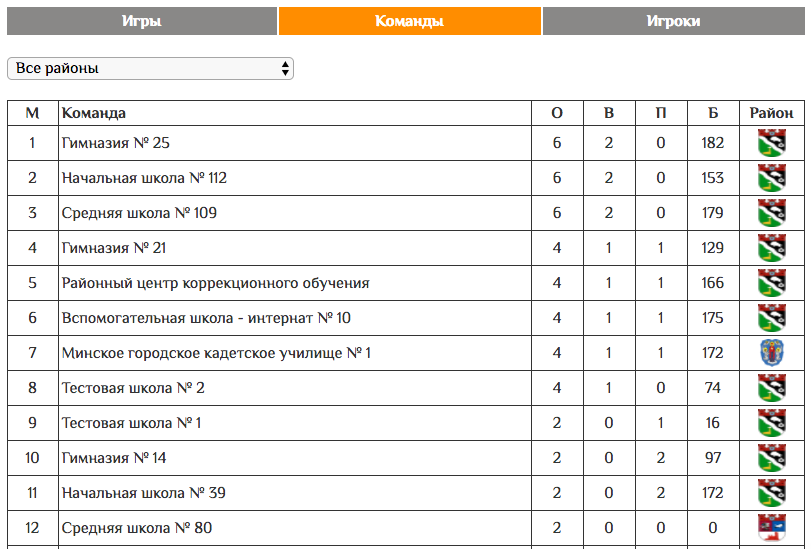 Игры Команды Игроки
Все районы
М Команда О В П Б Район
1 Гимназия № 25 6 2 0 182
2 Начальная школа № 112 6 2 0 153
3 Средняя школа № 109 6 2 0 179
4 Гимназия № 21 4 1 1 129
5 Районный центр коррекционного обучения 4 1 1 166
6 Вспомогательная школа - интернат № 10 4 1 1 175
7 Минское городское кадетское училище № 1 4 1 1 172
8 Тестовая школа № 2 4 1 0 74
9 Тестовая школа № 1 2 0 1 16
10 Гимназия № 14 2 0 2 97
11 Начальная школа № 39 2 0 2 172
12 Средняя школа № 80 2 0 0 0